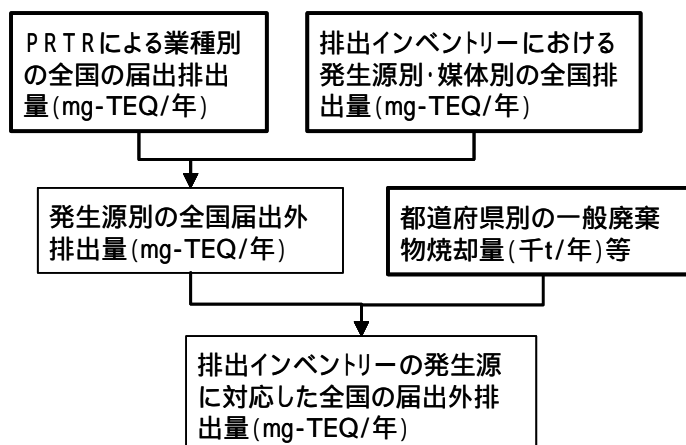 PRTRによる業種別
の全国の届出排出
量(mg-TEQ/年)
排出インベントリーにおける
発生源別・媒体別の全国排
出量(mg-TEQ/年)
発生源別の全国届出外
排出量(mg-TEQ/年)
都道府県別の一般廃棄
物焼却量(千t/年)等
排出インベントリーの発生源
に対応した全国の届出外排
出量(mg-TEQ/年)